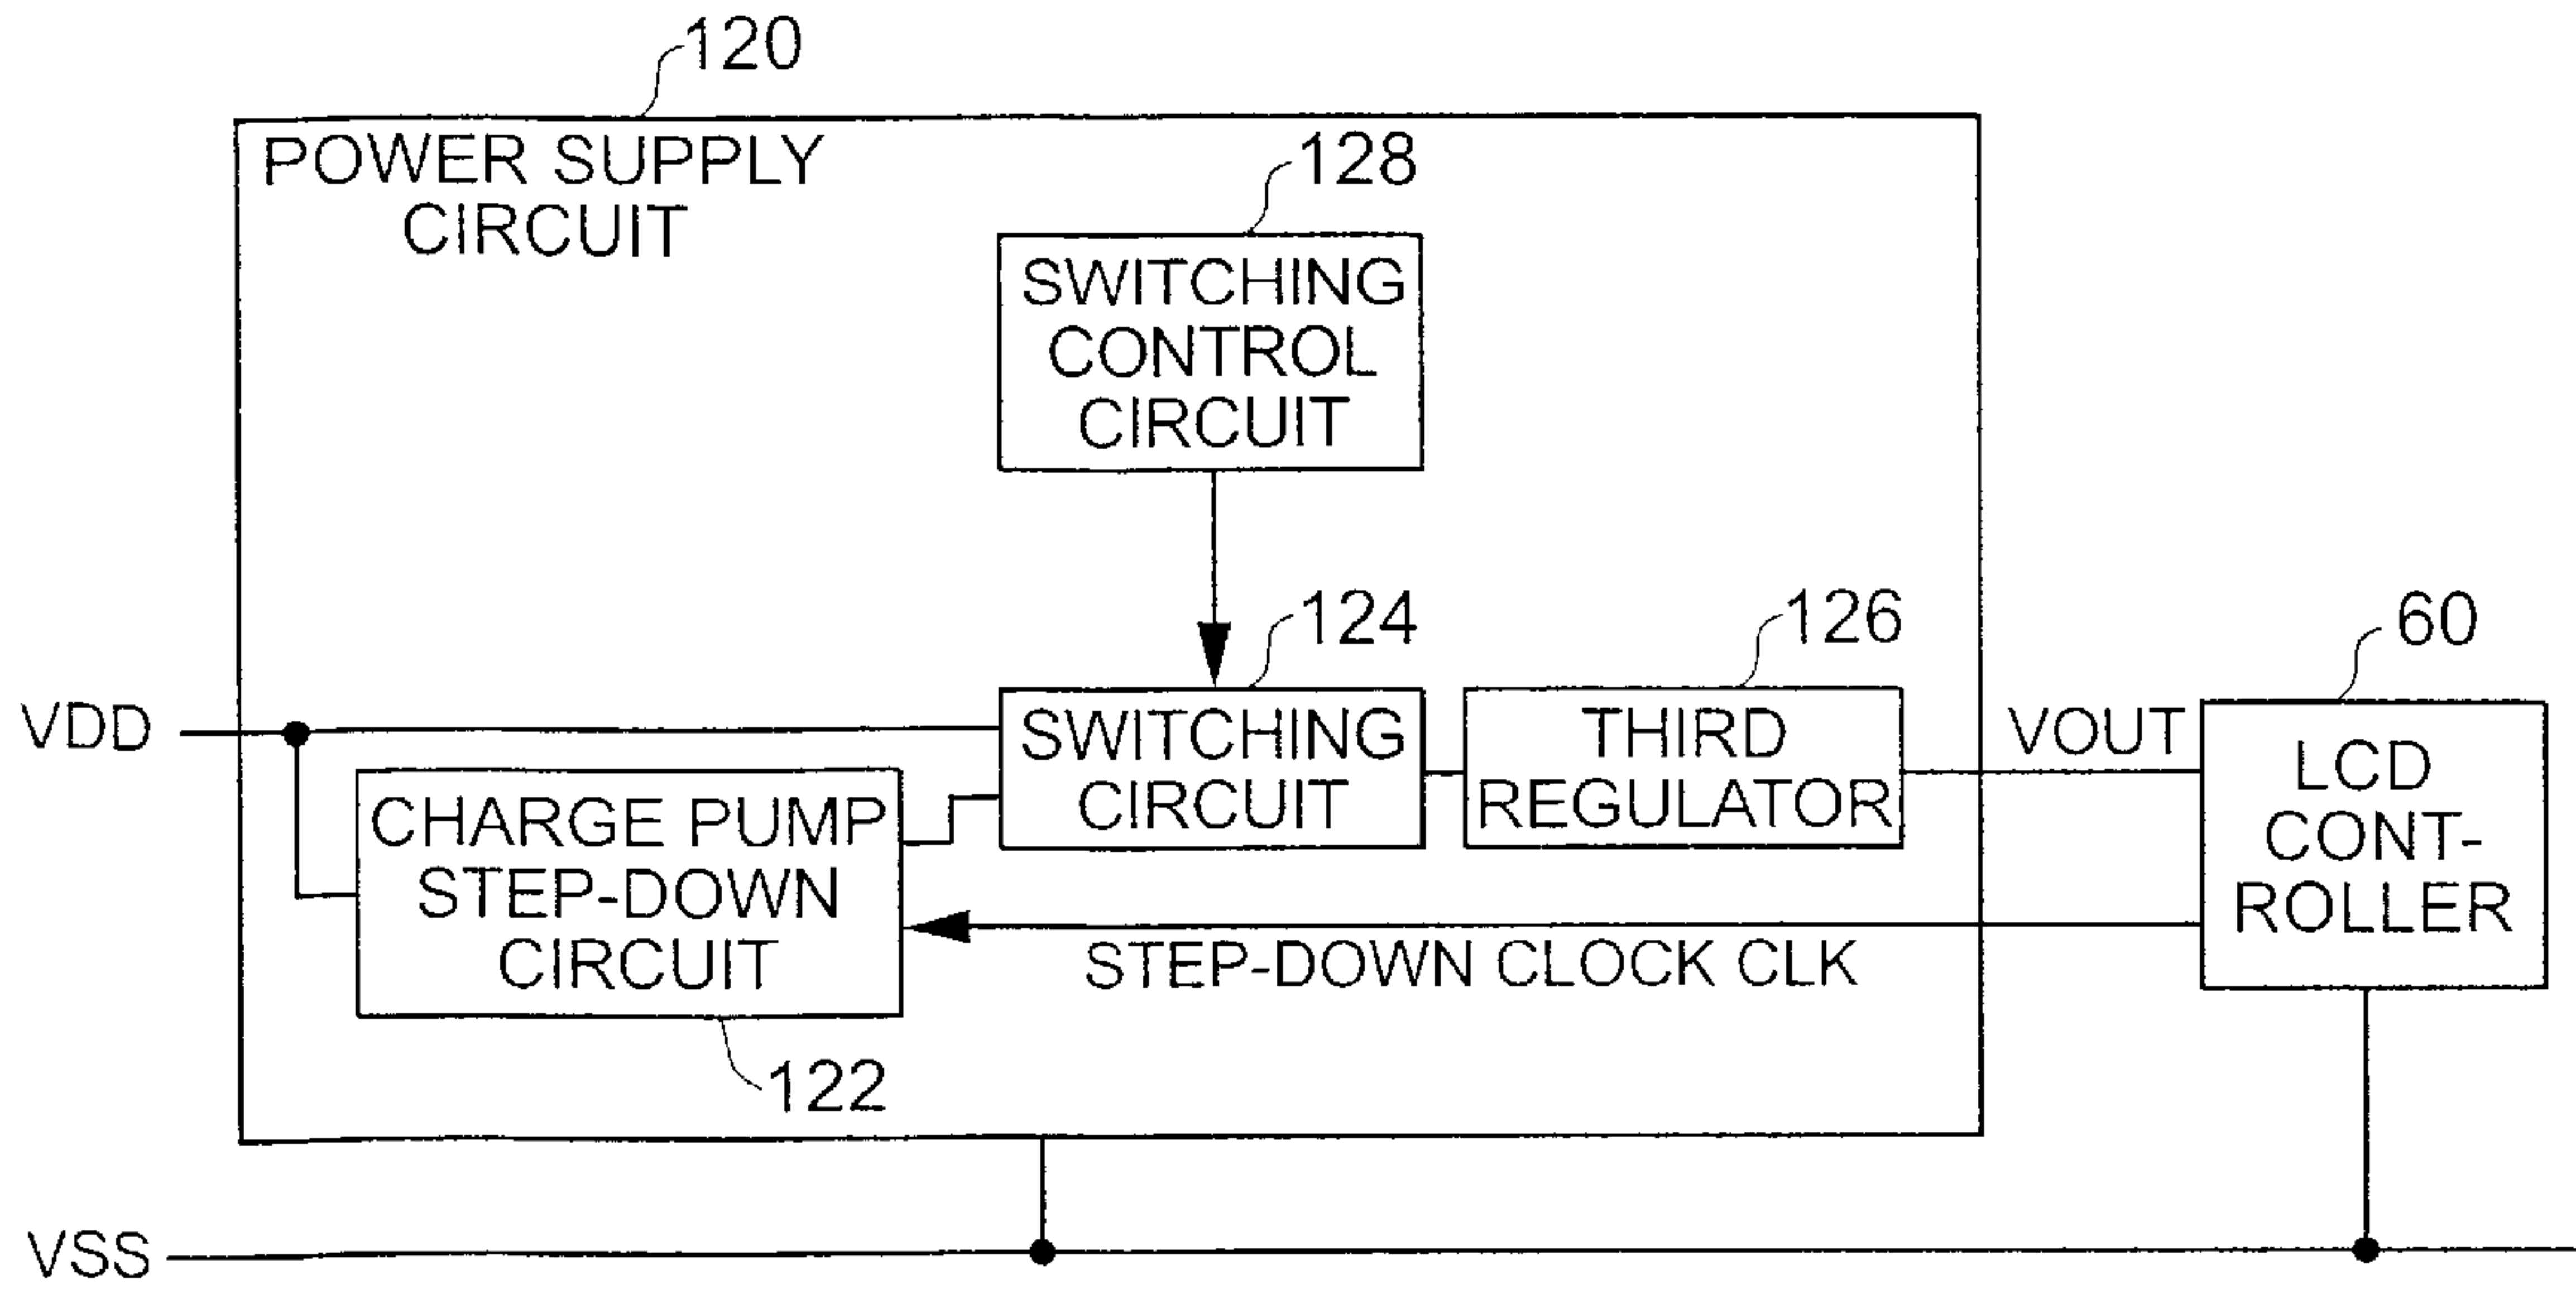 120
POWER SUPPLY
CIRCUIT
128
SWITCHING
CONTROL
CIRCUIT
124
126
60
VDD
SWITCHING
CIRCUIT
THIRD
REGULATOR
VOUT
LCD
CONT-
ROLLER
CHARGE PUMP
STEP-DOWN
CIRCUIT
STEP-DOWN CLOCK CLK
122
VSS